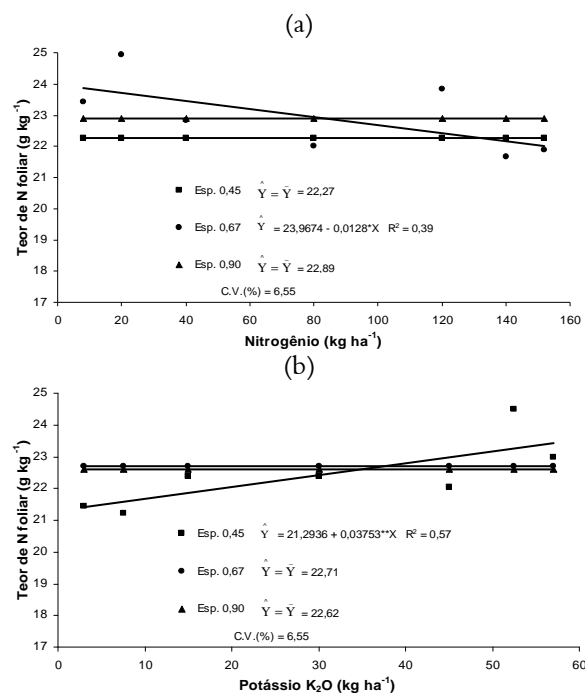 (a)
25
24
23
22
21
20
19
18
17
Teor de N foliar (g kg⁻¹)
Esp. 0,45 Ŷ = Ȳ = 22,27
Esp. 0,67 Ŷ = 23,9674 - 0,0128*X R² = 0,39
Esp. 0,90 Ŷ = Ȳ = 22,89
C.V.(%) = 6,55
0 20 40 60 80 100 120 140 160
Nitrogênio (kg ha⁻¹)
(b)
25
24
23
22
21
20
19
18
17
Teor de N foliar (g kg⁻¹)
Esp. 0,45 Ŷ = 21,2936 + 0,03753**X R² = 0,57
Esp. 0,67 Ŷ = Ȳ = 22,71
Esp. 0,90 Ŷ = Ȳ = 22,62
C.V.(%) = 6,55
0 10 20 30 40 50 60
Potássio K₂O (kg ha⁻¹)